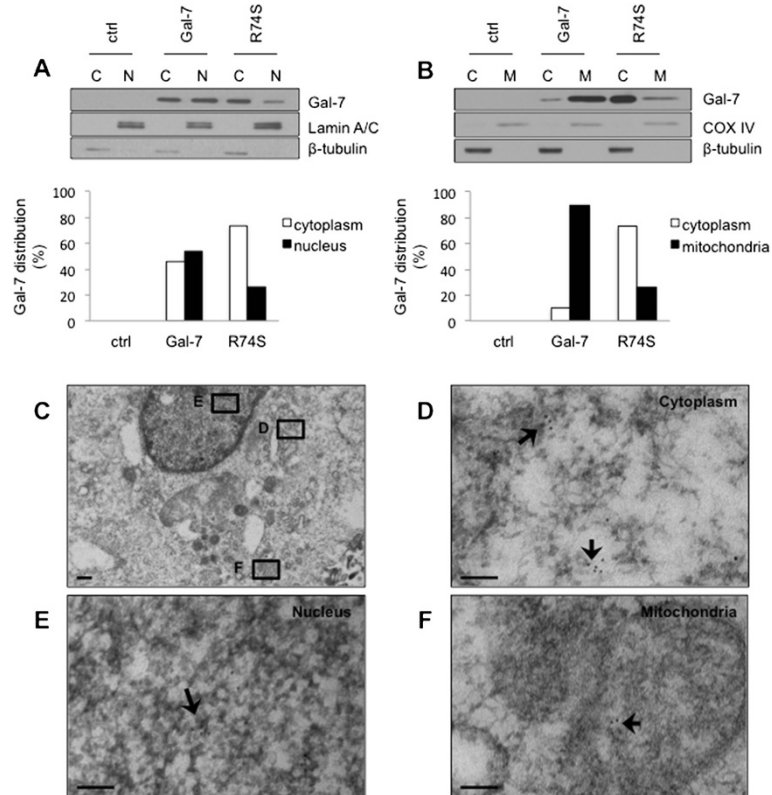 ctrl
Gal-7
R74S
A
C N C N C N
Gal-7
Lamin A/C
β-tubulin
100
80
60
40
20
0
Gal-7 distribution
(%)
cytoplasm
nucleus
ctrl Gal-7 R74S
ctrl
Gal-7
R74S
B
C M C M C M
Gal-7
COX IV
β-tubulin
100
80
60
40
20
0
Gal-7 distribution
(%)
cytoplasm
mitochondria
ctrl Gal-7 R74S
C
E
D
F
D
Cytoplasm
E
Nucleus
F
Mitochondria